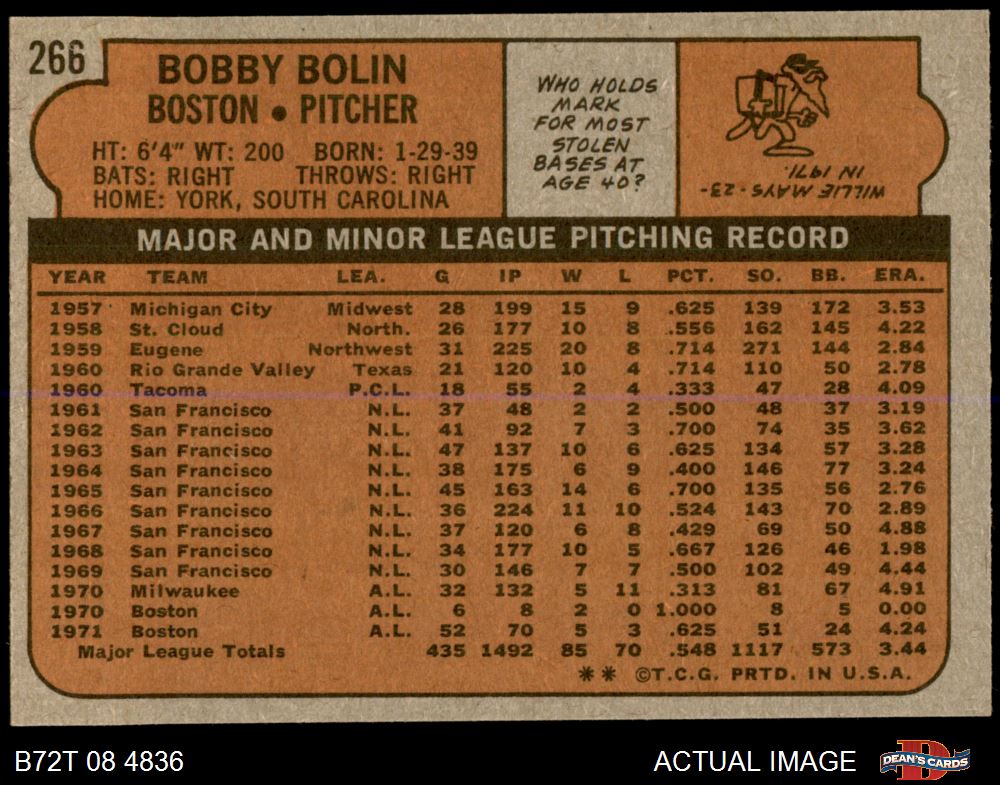 266
BOBBY BOLIN
BOSTON • PITCHER
HT: 6'4" WT: 200 BORN: 1-29-39
BATS: RIGHT THROWS: RIGHT
HOME: YORK, SOUTH CAROLINA
WHO HOLDS
MARK
FOR MOST
STOLEN
BASES AT
AGE 40?
WILLIE MAYS-23-
IN 1971.
MAJOR AND MINOR LEAGUE PITCHING RECORD
YEAR TEAM LEA. G IP W L PCT. SO. BB. ERA.
1957 Michigan City Midwest 28 199 15 9 .625 139 172 3.53
1958 St. Cloud North. 26 177 10 8 .556 162 145 4.22
1959 Eugene Northwest 31 225 20 8 .714 271 144 2.84
1960 Rio Grande Valley Texas 21 120 10 4 .714 110 50 2.78
1960 Tacoma P.C.L. 18 55 2 4 .333 47 28 4.09
1961 San Francisco N.L. 37 48 2 2 .500 48 37 3.19
1962 San Francisco N.L. 41 92 7 3 .700 74 35 3.62
1963 San Francisco N.L. 47 137 10 6 .625 134 57 3.28
1964 San Francisco N.L. 38 175 6 9 .400 146 77 3.24
1965 San Francisco N.L. 45 163 14 6 .700 135 56 2.76
1966 San Francisco N.L. 36 224 11 10 .524 143 70 2.89
1967 San Francisco N.L. 37 120 6 8 .429 69 50 4.88
1968 San Francisco N.L. 34 177 10 5 .667 126 46 1.98
1969 San Francisco N.L. 30 146 7 7 .500 102 49 4.44
1970 Milwaukee A.L. 32 132 5 11 .313 81 67 4.91
1970 Boston A.L. 6 8 2 0 1.000 8 5 0.00
1971 Boston A.L. 52 70 5 3 .625 51 24 4.24
Major League Totals 435 1492 85 70 .548 1117 573 3.44
** ©T.C.G. PRTD. IN U.S.A.
B72T 08 4836 ACTUAL IMAGE
D
DEAN'S CARDS